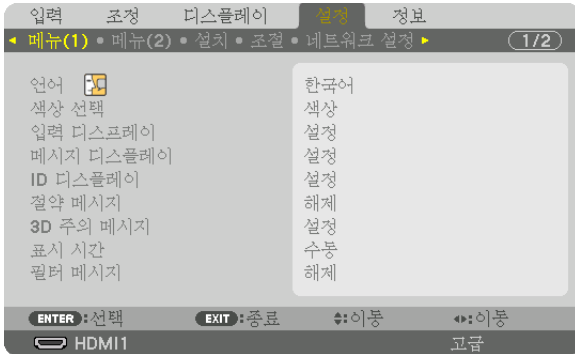 입력 조정 디스플레이 설정 정보
메뉴(1) 메뉴(2) 설치 조절 네트워크 설정 1/2
언어 한국어
색상 선택 색상
입력 디스프레이 설정
메시지 디스플레이 설정
ID 디스플레이 설정
절약 메시지 해제
3D 주의 메시지 설정
표시 시간 수동
필터 메시지 해제
ENTER :선택 EXIT :종료 :이동 :이동
HDMI1 고급